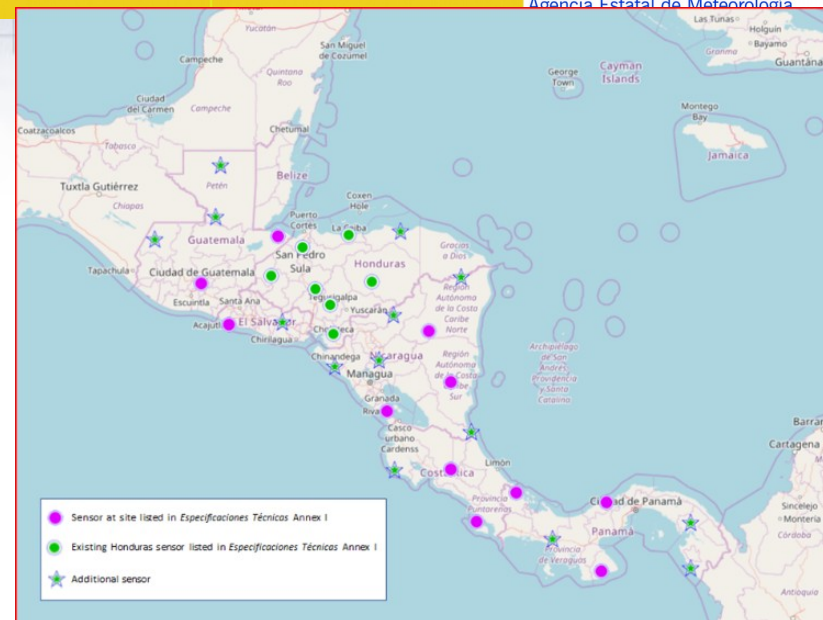 Agencia Estatal de Meteorología
Yucatán
San Miguel
de Cozumel
Campeche
Quintana
Roo
Ciudad
del Carmen
Campeche
Coatzacoalcos
Chetumal
Tabasco
Belize
Petén
Tuxtla Gutiérrez
Chiapas
Las Tunas
Holguín
Bayamo
Granma
Guantána
George
Town
Cayman
Islands
Montego
Bay
Jamaica
Coxen
Hole
Puerto
Cortés
La Ceiba
Guatemala
San Pedro
Sula
Honduras
Gracias
a Dios
Tapachula
Ciudad de Guatemala
Escuintla
Santa Ana
Tegucigalpa
Yuscarán
Región
Autónoma
de la Costa
Caribe
Norte
Acajutl
El Salvador
Chirilagua
Choluteca
Chinandega
Nicaragua
Managua
Región
Autónoma
de la Costa
Caribe
Sur
Archipiélago
de San
Andrés,
Providencia
y Santa
Catalina
Granada
Rivas
Casco
urbano
Cardenss
Costa Rica
Limón
Provincia
Puntarenas
Ciudad de Panamá
Panamá
Provincia
de Veraguas
Barran
Cartagena
Sincelejo
Montería
Córdoba
Antioquia
Sensor at site listed in Especificaciones Técnicas Annex I
Existing Honduras sensor listed in Especificaciones Técnicas Annex I
Additional sensor